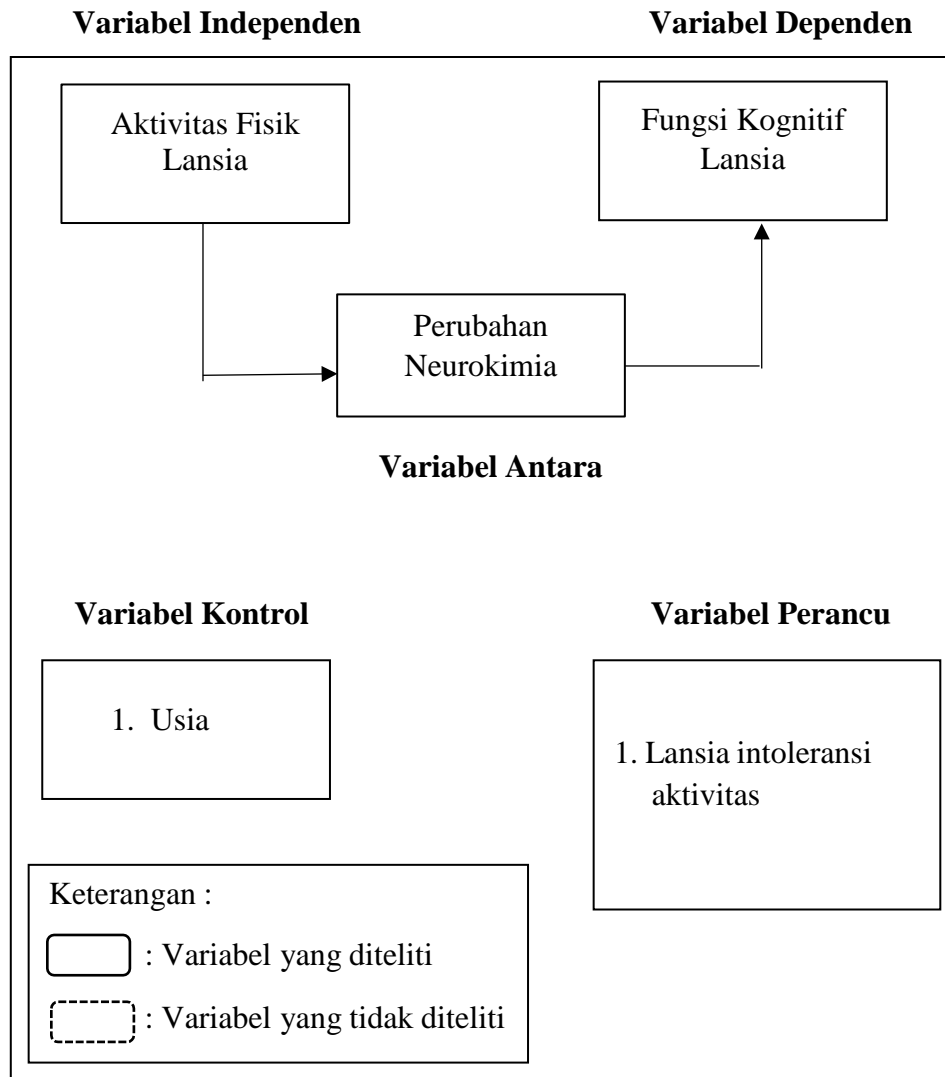 Variabel Independen
Variabel Dependen
Aktivitas Fisik
Lansia
Fungsi Kognitif
Lansia
Perubahan
Neurokimia
Variabel Antara
Variabel Kontrol
Variabel Perancu
1. Usia
1. Lansia intoleransi
aktivitas
Keterangan :
: Variabel yang diteliti
: Variabel yang tidak diteliti